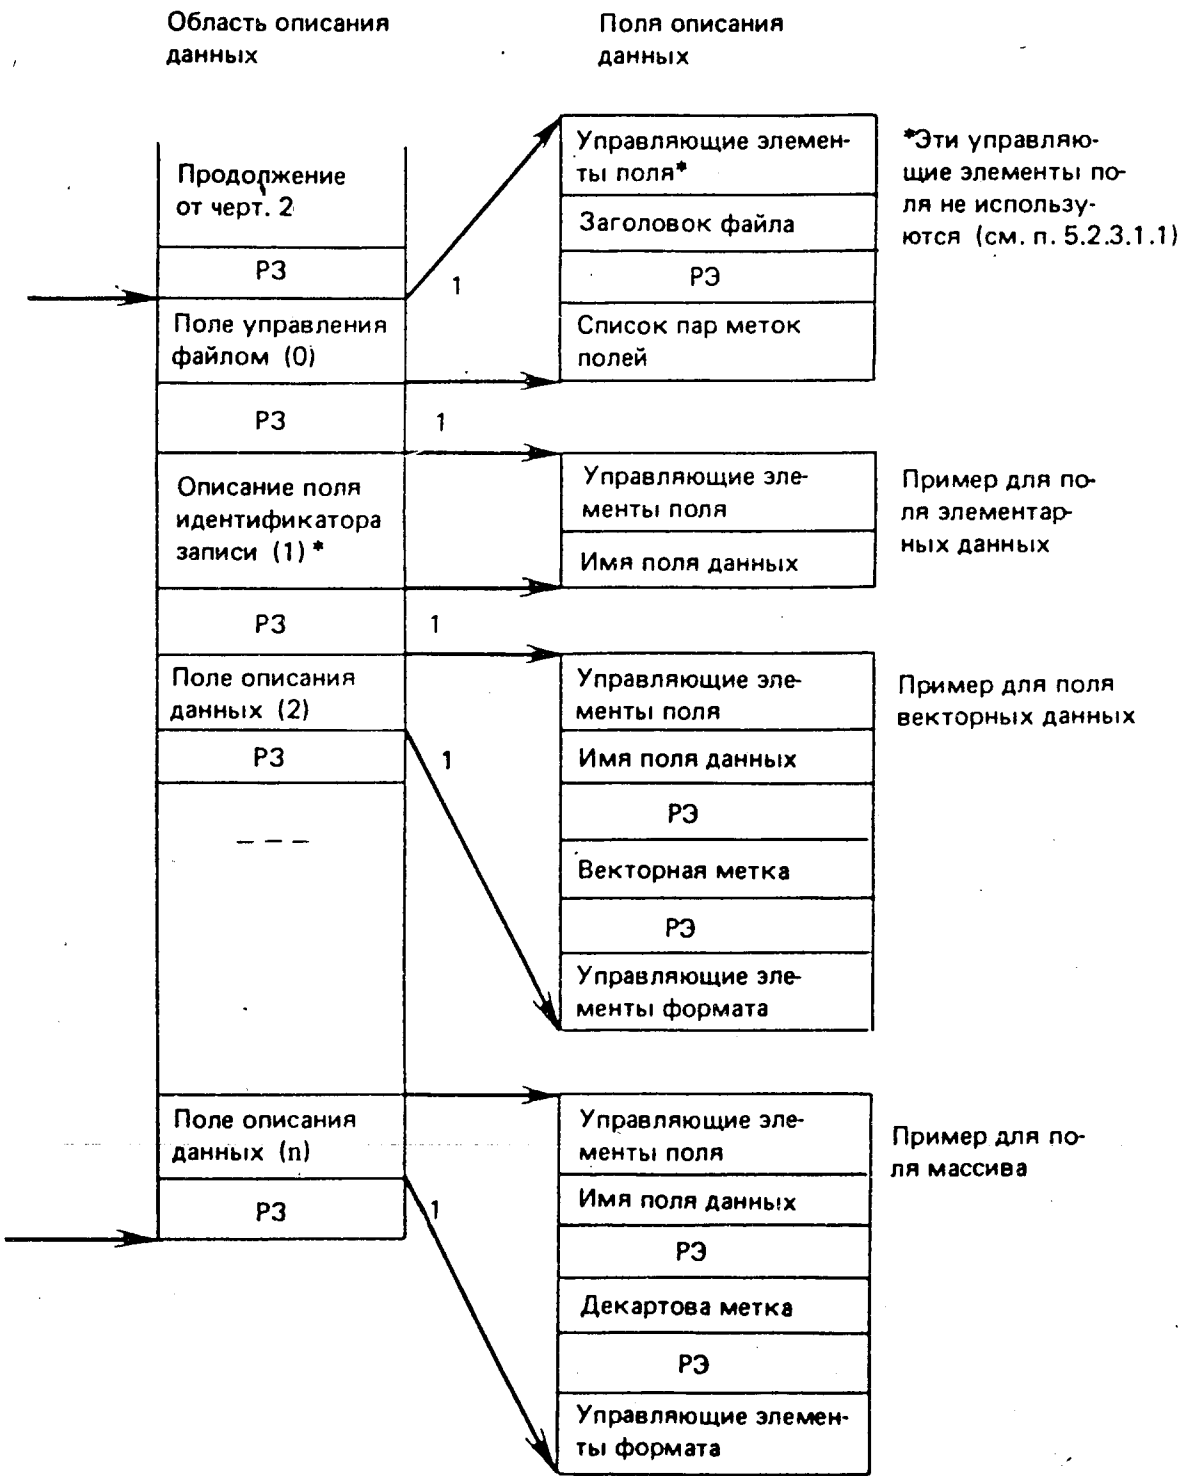 Область описания
данных
Поля описания
данных
Продолжение
от черт. 2
РЗ
Поле управления
файлом (0)
РЗ
Описание поля
идентификатора
записи (1)*
РЗ
Поле описания
данных (2)
РЗ
– – –
Поле описания
данных (n)
РЗ
1
1
1
1
1
Управляющие элемен-
ты поля*
Заголовок файла
РЭ
Список пар меток
полей
*Эти управляю-
щие элементы по-
ля не использу-
ются (см. п. 5.2.3.1.1)
Управляющие эле-
менты поля
Имя поля данных
Пример для по-
ля элементар-
ных данных
Управляющие эле-
менты поля
Имя поля данных
РЭ
Векторная метка
РЭ
Управляющие эле-
менты формата
Пример для поля
векторных данных
Управляющие эле-
менты поля
Имя поля данных
РЭ
Декартова метка
РЭ
Управляющие элемен-
ты формата
Пример для по-
ля массива